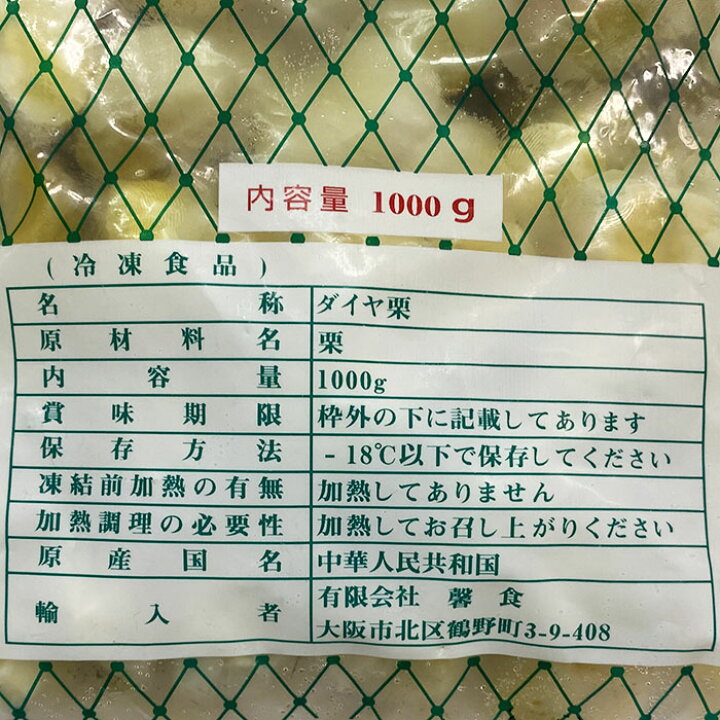 内容量 1000g
(冷凍食品)
名称 ダイヤ栗
原材料名 栗
内容量 1000g
賞味期限 枠外の下に記載してあります
保存方法 -18℃以下で保存してください
凍結前加熱の有無 加熱してありません
加熱調理の必要性 加熱してお召し上がりください
原産国名 中華人民共和国
輸入者 有限会社 馨食
大阪市北区鶴野町3-9-408